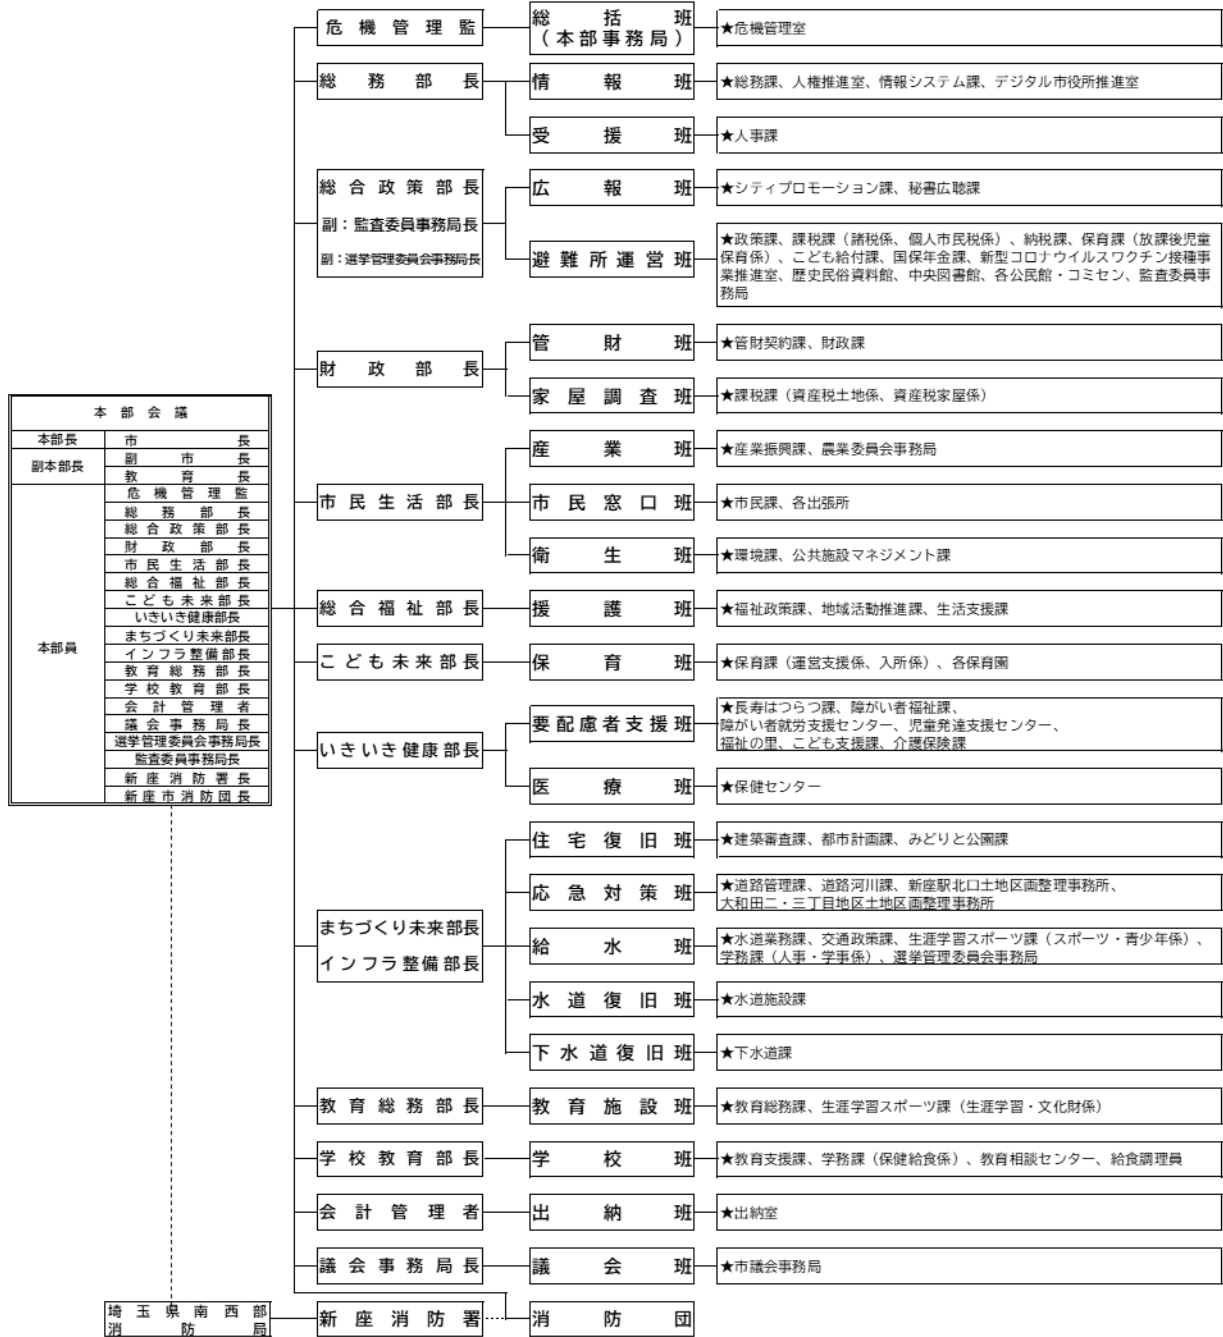 本部会議
本部長 市長
副本部長 副市長
教育長
本部員 危機管理監
総務部長
総合政策部長
財政部長
市民生活部長
総合福祉部長
こども未来部長
いきいき健康部長
まちづくり未来部長
インフラ整備部長
教育総務部長
学校教育部長
会計管理者
議会事務局長
選挙管理委員会事務局長
監査委員事務局長
新座消防署長
新座市消防団長
危機管理監
総括班
(本部事務局)
★危機管理室
総務部長
情報班
★総務課、人権推進室、情報システム課、デジタル市役所推進室
受援班
★人事課
総合政策部長
副：監査委員事務局長
副：選挙管理委員会事務局長
広報班
★シティプロモーション課、秘書広聴課
避難所運営班
★政策課、課税課（諸税係、個人市民税係）、納税課、保育課（放課後児童
保育係）、こども給付課、国保年金課、新型コロナウイルスワクチン接種事
業推進室、歴史民俗資料館、中央図書館、各公民館・コミセン、監査委員事
務局
財政部長
管財班
★管財契約課、財政課
家屋調査班
★課税課（資産税土地係、資産税家屋係）
市民生活部長
産業班
★産業振興課、農業委員会事務局
市民窓口班
★市民課、各出張所
衛生班
★環境課、公共施設マネジメント課
総合福祉部長
援護班
★福祉政策課、地域活動推進課、生活支援課
こども未来部長
保育班
★保育課（運営支援係、入所係）、各保育園
いきいき健康部長
要配慮者支援班
★長寿はつらつ課、障がい者福祉課、
障がい者就労支援センター、児童発達支援センター、
福祉の里、こども支援課、介護保険課
医療班
★保健センター
まちづくり未来部長
インフラ整備部長
住宅復旧班
★建築審査課、都市計画課、みどりと公園課
応急対策班
★道路管理課、道路河川課、新座駅北口土地区画整理事務所、
大和田二・三丁目地区土地区画整理事務所
給水班
★水道業務課、交通政策課、生涯学習スポーツ課（スポーツ・青少年係）、
学務課（人事・学事係）、選挙管理委員会事務局
水道復旧班
★水道施設課
下水道復旧班
★下水道課
教育総務部長
教育施設班
★教育総務課、生涯学習スポーツ課（生涯学習・文化財係）
学校教育部長
学校班
★教育支援課、学務課（保健給食係）、教育相談センター、給食調理員
会計管理者
出納班
★出納室
議会事務局長
議会班
★市議会事務局
埼玉県南西部
消防局
新座消防署
消防団